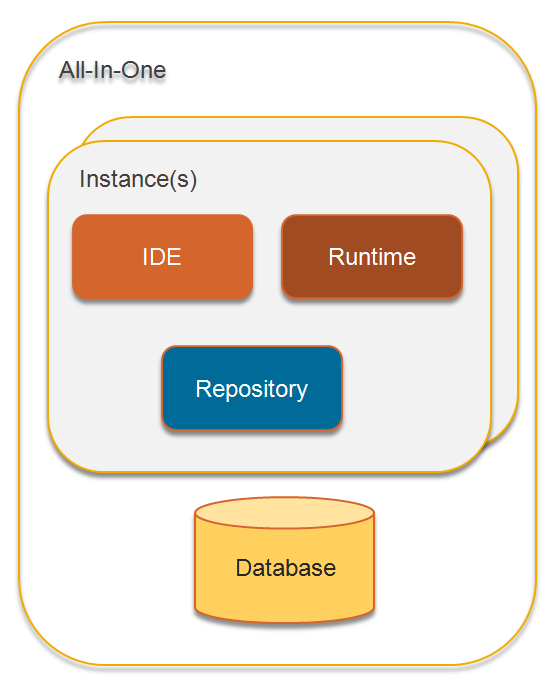 All-In-One
Instance(s)
IDE
Runtime
Repository
Database